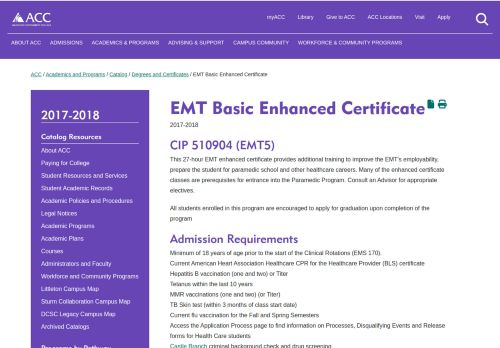 ACC
myACC Library Give to ACC ACC Locations Visit Apply
ABOUT ACC ADMISSIONS ACADEMICS & PROGRAMS ADVISING & SUPPORT CAMPUS COMMUNITY WORKFORCE & COMMUNITY PROGRAMS
ACC / Academics and Programs / Catalog / Degrees and Certificates / EMT Basic Enhanced Certificate
2017-2018
Catalog Resources
About ACC
Paying for College
Student Resources and Services
Student Academic Records
Academic Policies and Procedures
Legal Notices
Academic Programs
Academic Plans
Courses
Administrators and Faculty
Workforce and Community Programs
Littleton Campus Map
Sturm Collaboration Campus Map
DCSC Legacy Campus Map
Archived Catalogs
Programs by Pathway
EMT Basic Enhanced Certificate
2017-2018
CIP 510904 (EMT5)
This 27-hour EMT enhanced certificate provides additional training to improve the EMT's employability,
prepare the student for paramedic school and other healthcare careers. Many of the enhanced certificate
classes are prerequisites for entrance into the Paramedic Program. Consult an Advisor for appropriate
electives.
All students enrolled in this program are encouraged to apply for graduation upon completion of the
program
Admission Requirements
Minimum of 18 years of age prior to the start of the Clinical Rotations (EMS 170).
Current American Heart Association Healthcare CPR for the Healthcare Provider (BLS) certificate
Hepatitis B vaccination (one and two) or Titer
Tetanus within the last 10 years
MMR vaccinations (one and two) (or Titer)
TB Skin test (within 3 months of class start date)
Current flu vaccination for the Fall and Spring Semesters
Access the Application Process page to find information on Processes, Disqualifying Events and Release
forms for Health Care students
Castle Branch criminal background check and drug screening